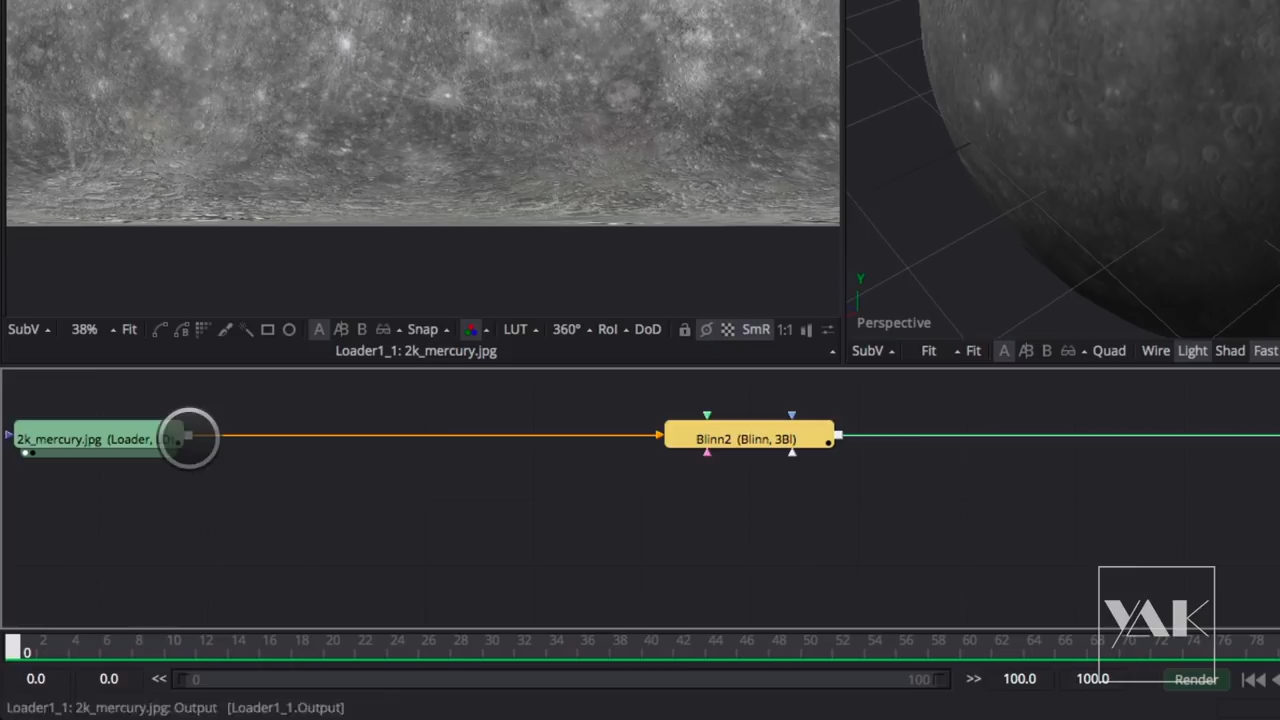 Y
Perspective
SubV 38% Fit A B Snap LUT 360° RoI DoD SmR 1:1
Loader1_1: 2k_mercury.jpg
SubV Fit Fit A B Quad Wire Light Shad Fast
2k_mercury.jpg (Loader, LD)
Blinn2 (Blinn, 3Bl)
YAK
0 2 4 6 8 10 12 14 16 18 20 22 24 26 28 30 32 34 36 38 40 42 44 46 48 50 52 54 56 58 60 62 64 66 68 70 72 74 76 78
0.0 0.0 << 0 100 >> 100.0 100.0 Render
Loader1_1: 2k_mercury.jpg: Output [Loader1_1.Output]